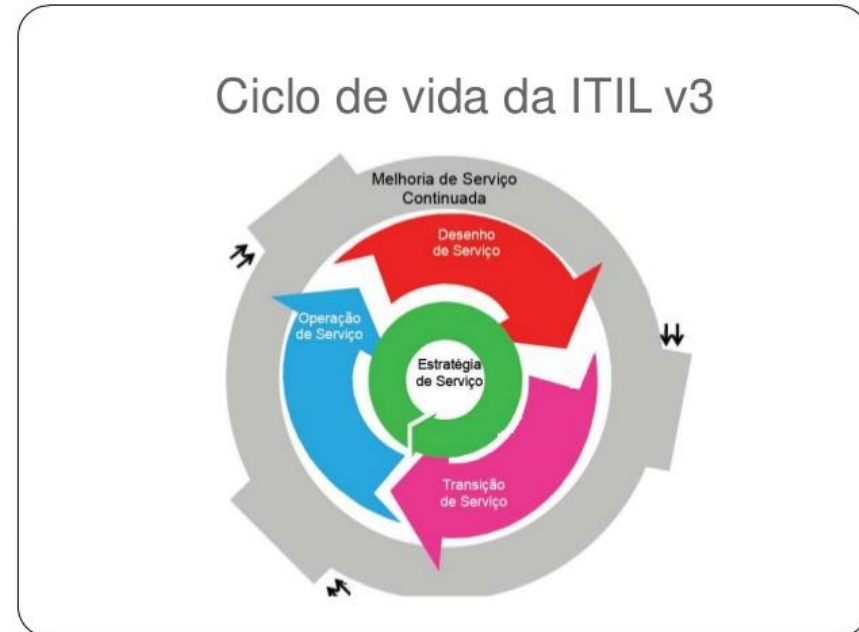 Ciclo de vida da ITIL v3
Melhoria de Serviço
Continuada
Desenho
de Serviço
Operação
de Serviço
Estratégia
de Serviço
Transição
de Serviço